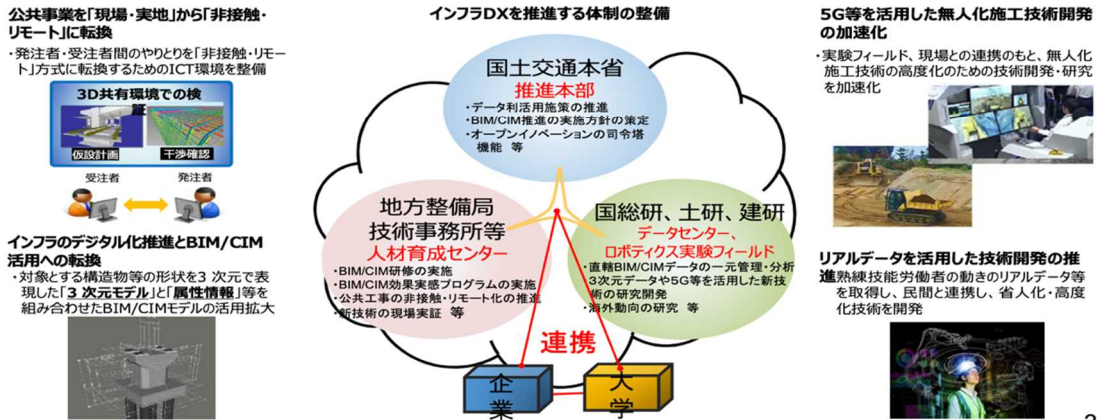 公共事業を「現場・実地」から「非接触・
リモート」に転換
・発注者・受注者間のやりとりを「非接触・リモー
ト」方式に転換するためのICT環境を整備
3D共有環境での検
証
仮設計画
干渉確認
受注者
発注者
インフラのデジタル化推進とBIM/CIM
活用への転換
・対象とする構造物等の形状を3 次元で表
現した「3 次元モデル」と「属性情報」等を
組み合わせたBIM/CIMモデルの活用拡大
インフラDXを推進する体制の整備
国土交通本省
推進本部
・データ利活用施策の推進
・BIM/CIM推進の実施方針の策定
・オープンイノベーションの司令塔
機能 等
地方整備局
技術事務所等
人材育成センター
・BIM/CIM研修の実施
・BIM/CIM効果実感プログラムの実施
・公共工事の非接触・リモート化の推進
・新技術の現場実証 等
国総研、土研、建研
データセンター、
ロボティクス実験フィールド
・直轄BIM/CIMデータの一元管理・分析
3次元データや5G等を活用した新技
術の研究開発
・海外動向の研究 等
連携
企
業
大
学
5G等を活用した無人化施工技術開発
の加速化
・実験フィールド、現場との連携のもと、無人化
施工技術の高度化のための技術開発・研究
を加速化
リアルデータを活用した技術開発の推
進熟練技能労働者の動きのリアルデータ等
を取得し、民間と連携し、省人化・高度
化技術を開発